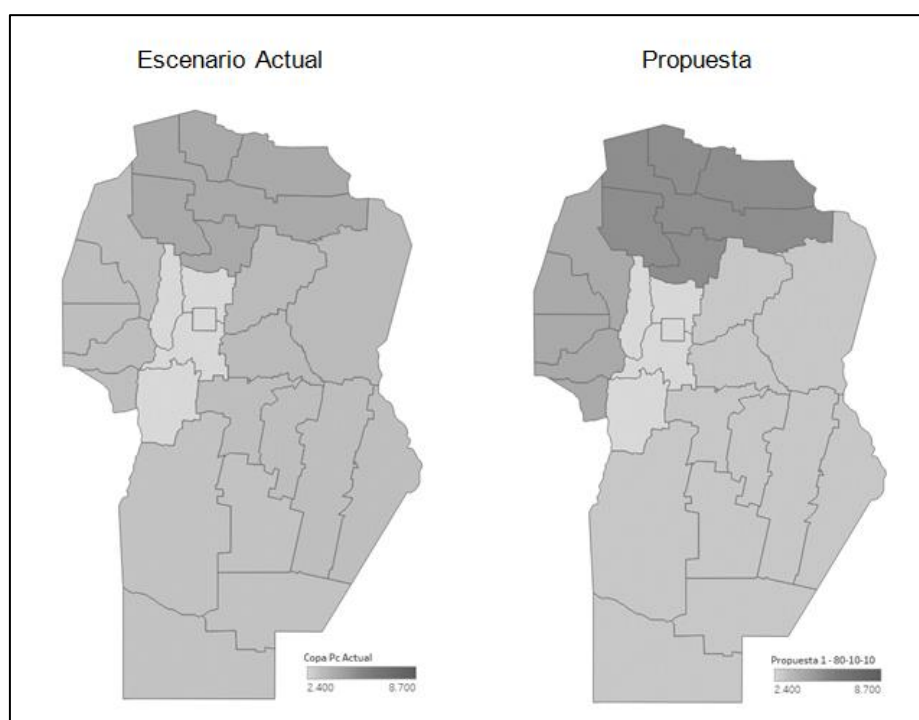 Escenario Actual
Propuesta
Copa Pc Actual
2.400 8.700
Propuesta 1 - 80-10-10
2.400 8.700